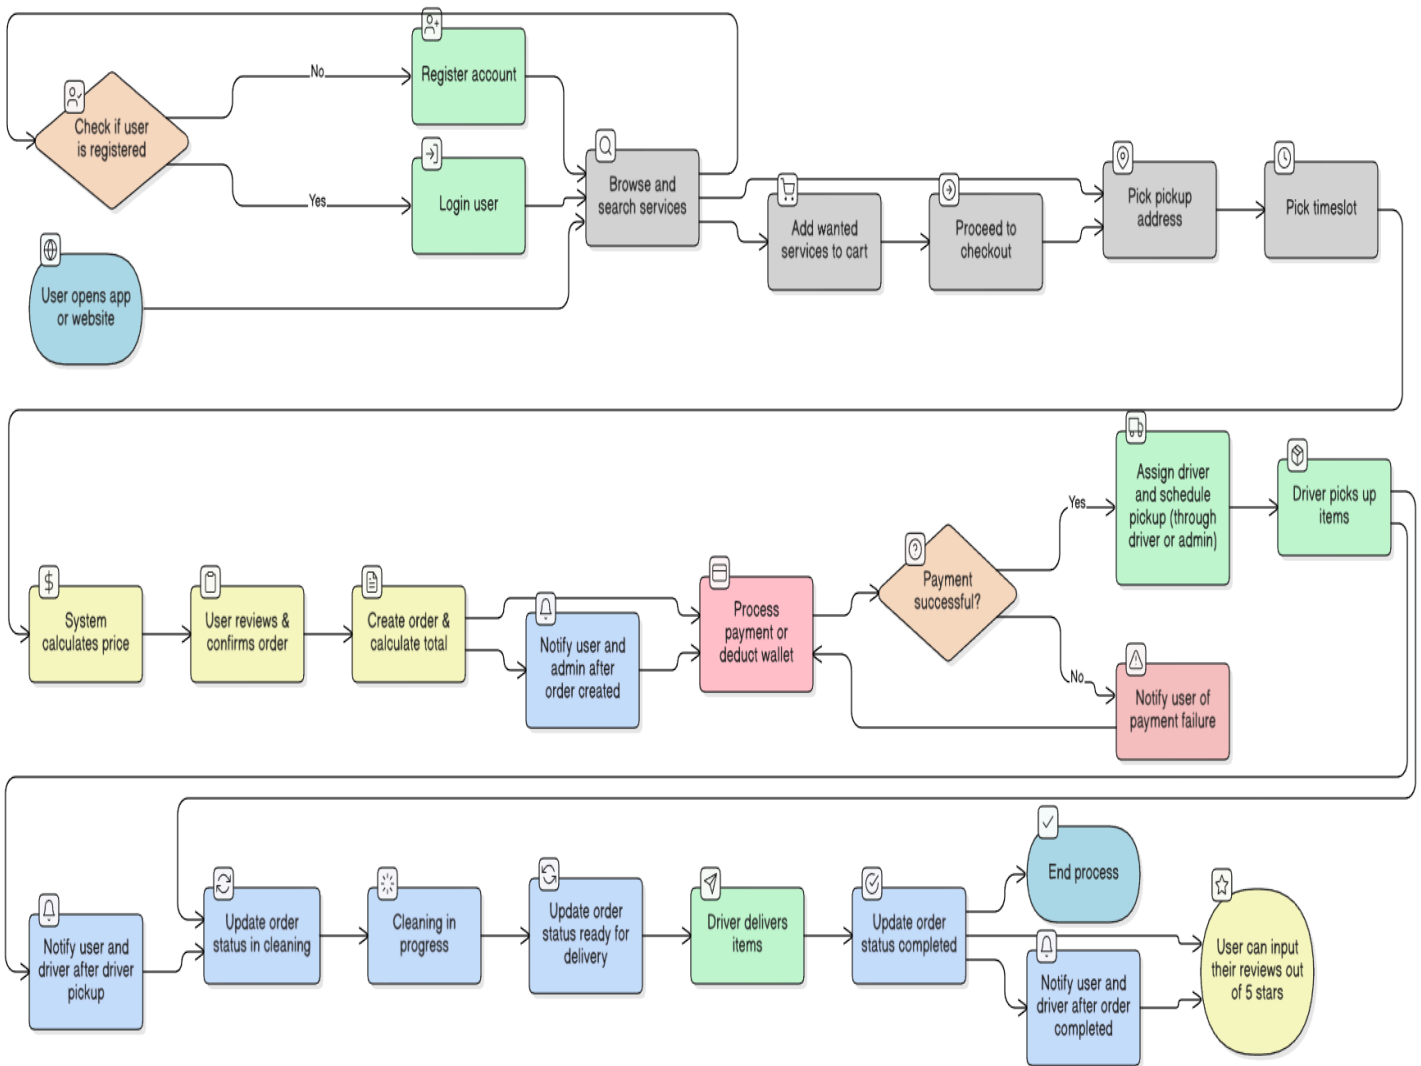 No
Register account
Check if user
is registered
Yes
Login user
Browse and
search services
User opens app
or website
Add wanted
services to cart
Proceed to
checkout
Pick pickup
address
Pick timeslot
System
calculates price
User reviews &
confirms order
Create order &
calculate total
Notify user and
admin after
order created
Process
payment or
deduct wallet
Payment
successful?
Yes
Assign driver
and schedule
pickup (through
driver or admin)
Driver picks up
items
No
Notify user of
payment failure
Notify user and
driver after driver
pickup
Update order
status in cleaning
Cleaning in
progress
Update order
status ready for
delivery
Driver delivers
items
Update order
status completed
End process
Notify user and
driver after order
completed
User can input
their reviews out
of 5 stars